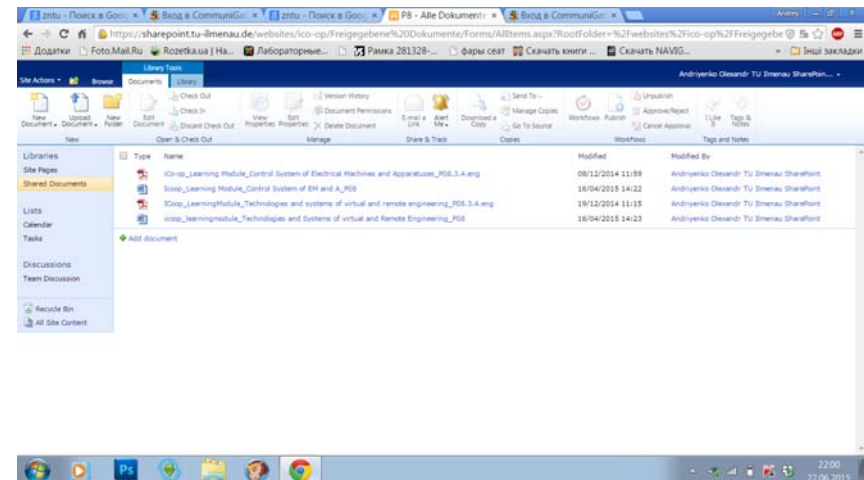 zntu - Поиск в Goog
Вход в CommuniGa
zntu - Поиск в Goog
P8 - Alle Dokumente
Вход в CommuniGa
Andrey
https://sharepoint.tu-ilmenau.de/websites/ico-op/Freigegebene%20Dokumente/Forms/AllItems.aspx?RootFolder=%2Fwebsites%2Fico-op%2FFreigegebe
Додатки
Foto.Mail.Ru
Rozetka.ua | На...
Лабораторные...
Рамка 281328-...
фары сеат
Скачать книги ...
Скачать NAVIG...
»
Інші закладки
Library Tools
Site Actions
Browse
Documents
Library
Andriyenko Olexandr TU Ilmenau SharePoin...
New Document
Upload Document
New Folder
Edit Document
Check Out
Check In
Discard Check Out
View Properties
Edit Properties
Version History
Document Permissions
Delete Document
E-mail a Link
Alert Me
Download a Copy
Send To
Manage Copies
Go To Source
Workflows
Publish
Unpublish
Approve/Reject
Cancel Approval
I Like It
Tags & Notes
New
Open & Check Out
Manage
Share & Track
Copies
Workflows
Tags and Notes
Libraries
Site Pages
Shared Documents
Lists
Calendar
Tasks
Discussions
Team Discussion
Recycle Bin
All Site Content
Type Name Modified Modified By
iCo-op_Learning Module_Control System of Electrical Machines and Apparatuses_P08.3.4.eng 08/12/2014 11:59 Andriyenko Olexandr TU Ilmenau SharePoint
Icoop_Learning Module_Control System of EM and A_P08 16/04/2015 14:22 Andriyenko Olexandr TU Ilmenau SharePoint
ICoop_LearningModule_Technologies and systems of virtual and remote engineering_P08.3.4.eng 19/12/2014 11:15 Andriyenko Olexandr TU Ilmenau SharePoint
icoop_learningmodule_Technologies and Systems of virtual and Remote Engineering_P08 16/04/2015 14:23 Andriyenko Olexandr TU Ilmenau SharePoint
Add document
Ps
22:00
22.06.2015